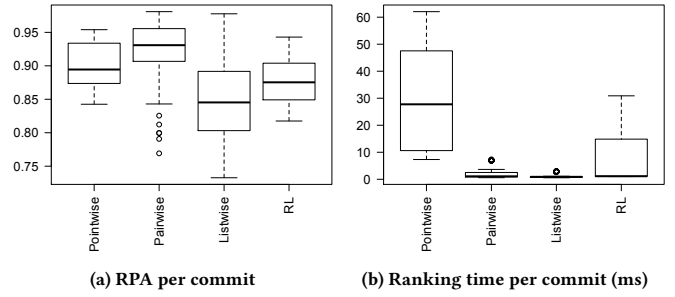 0.95
0.90
0.85
0.80
0.75
Pointwise
Pairwise
Listwise
RL
(a) RPA per commit
60
50
40
30
20
10
0
Pointwise
Pairwise
Listwise
RL
(b) Ranking time per commit (ms)